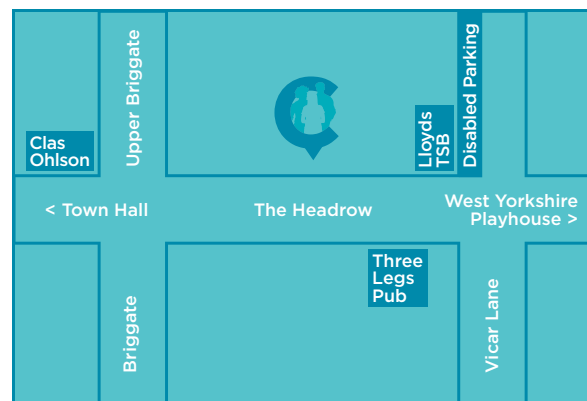 Upper Briggate
Disabled Parking
Clas
Ohlson
Lloyds
TSB
< Town Hall
The Headrow
West Yorkshire
Playhouse >
Three
Legs
Pub
Briggate
Vicar Lane